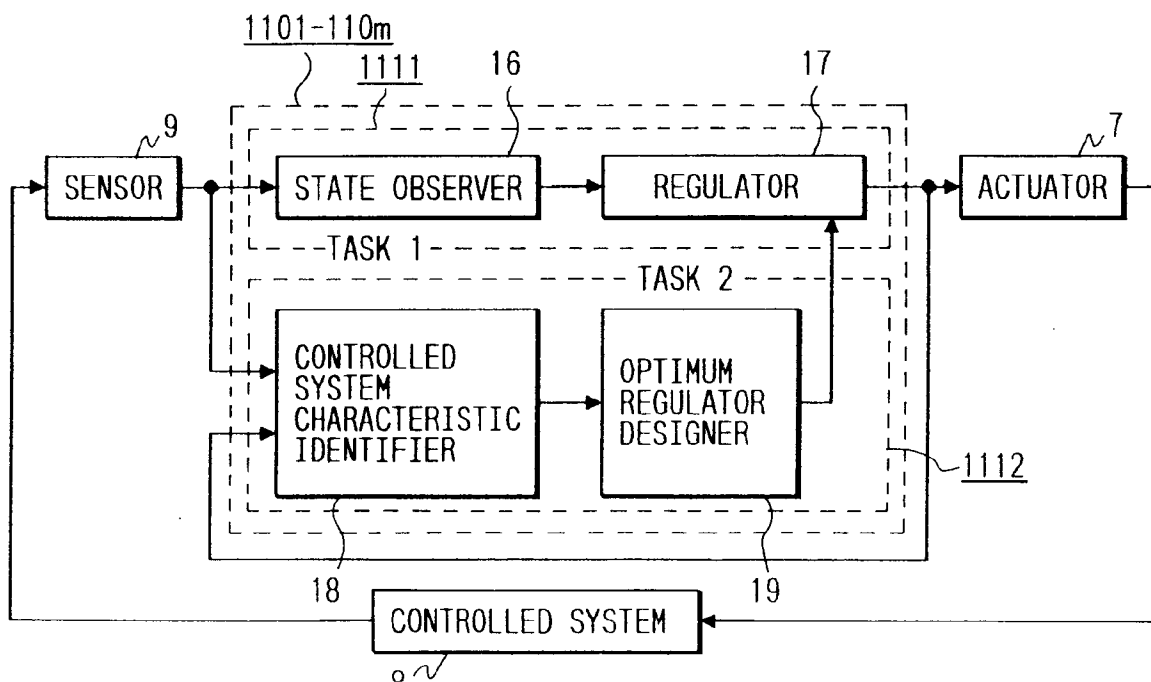 1101-110m
1111
16
17
9
7
SENSOR
STATE OBSERVER
REGULATOR
ACTUATOR
TASK 1
TASK 2
CONTROLLED
SYSTEM
CHARACTERISTIC
IDENTIFIER
OPTIMUM
REGULATOR
DESIGNER
1112
18
19
CONTROLLED SYSTEM